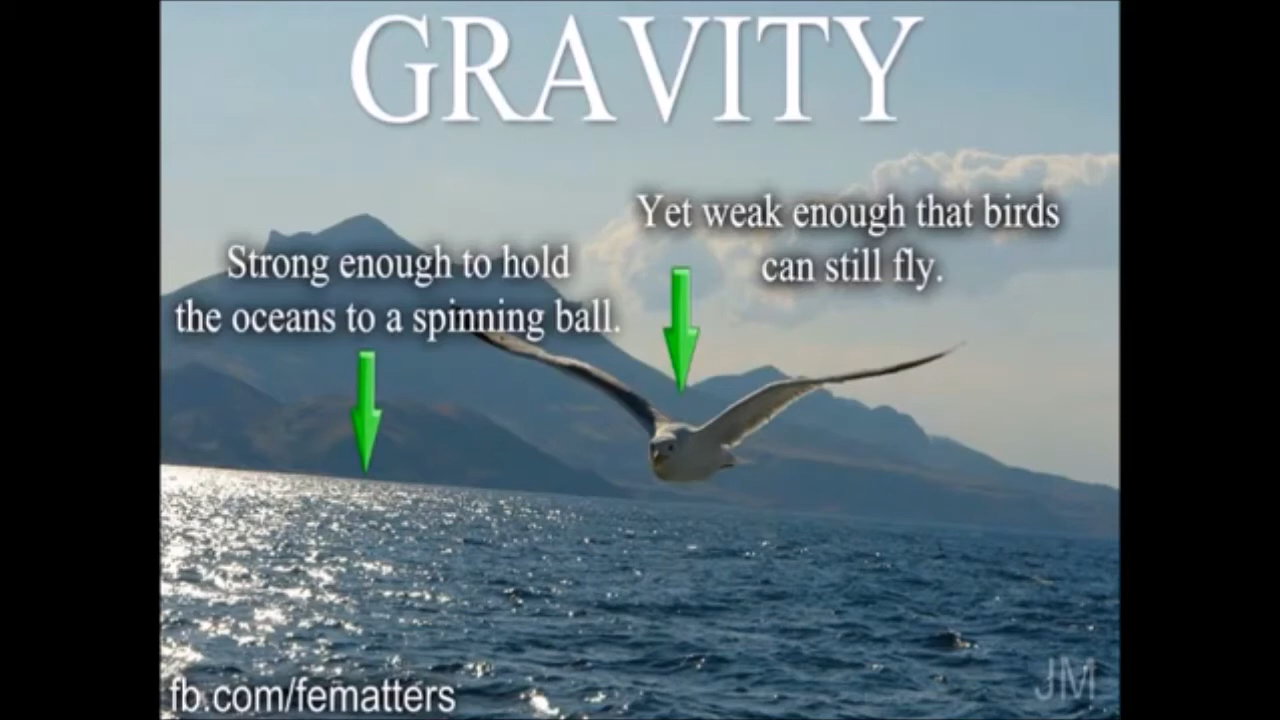 GRAVITY
Yet weak enough that birds
can still fly.
Strong enough to hold
the oceans to a spinning ball.
fb.com/fematters
JM